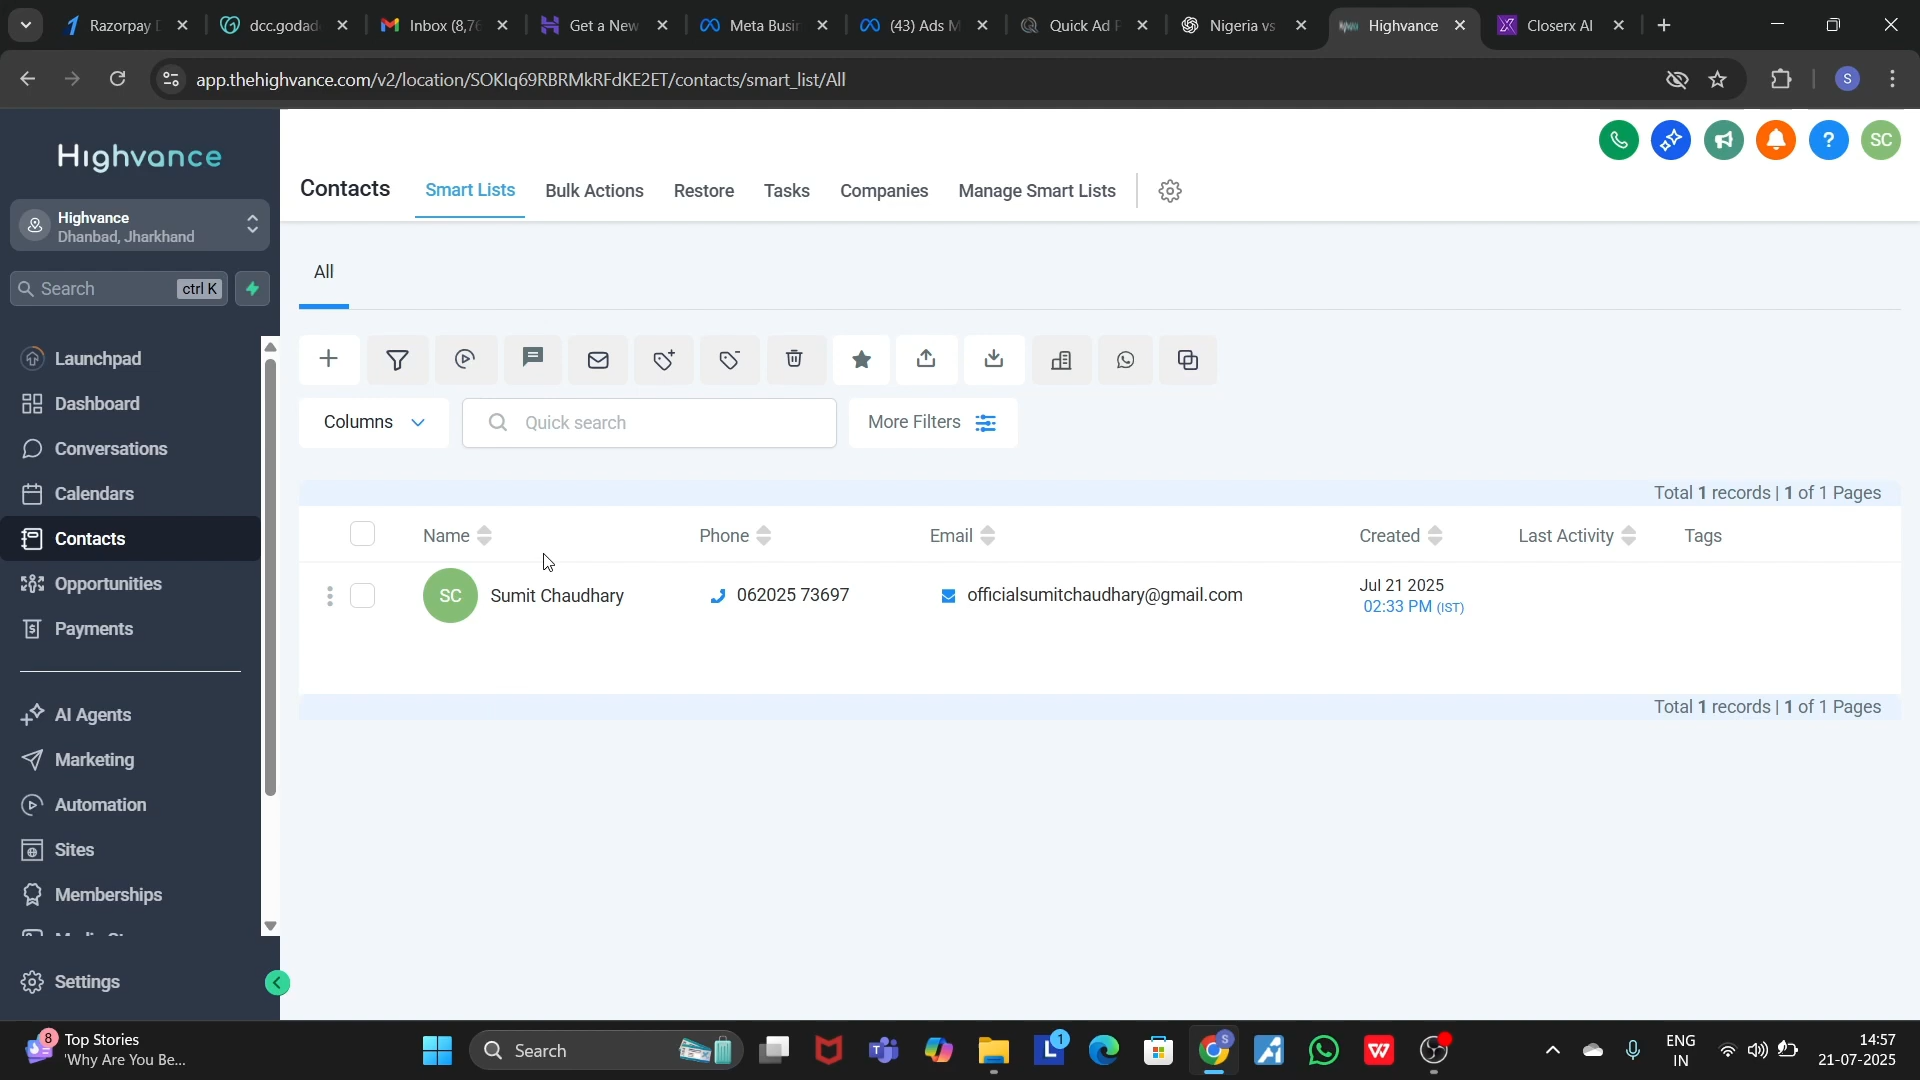 Razorpay D
dcc.godad
Inbox (8,76
Get a New
Meta Busin
(43) Ads M
Quick Ad F
Nigeria vs
Highvance
Closerx AI
app.thehighvance.com/v2/location/SOKlq69RBRMkRFdKE2ET/contacts/smart_list/All
S
Highvance
Highvance
Dhanbad, Jharkhand
Search
ctrl K
Launchpad
Dashboard
Conversations
Calendars
Contacts
Opportunities
Payments
AI Agents
Marketing
Automation
Sites
Memberships
Settings
SC
Contacts
Smart Lists
Bulk Actions
Restore
Tasks
Companies
Manage Smart Lists
All
Columns
Quick search
More Filters
Total 1 records | 1 of 1 Pages
Name
Phone
Email
Created
Last Activity
Tags
SC
Sumit Chaudhary
062025 73697
officialsumitchaudhary@gmail.com
Jul 21 2025
02:33 PM (IST)
Total 1 records | 1 of 1 Pages
8
Top Stories
'Why Are You Be...
Search
L
1
S
W
ENG
IN
14:57
21-07-2025